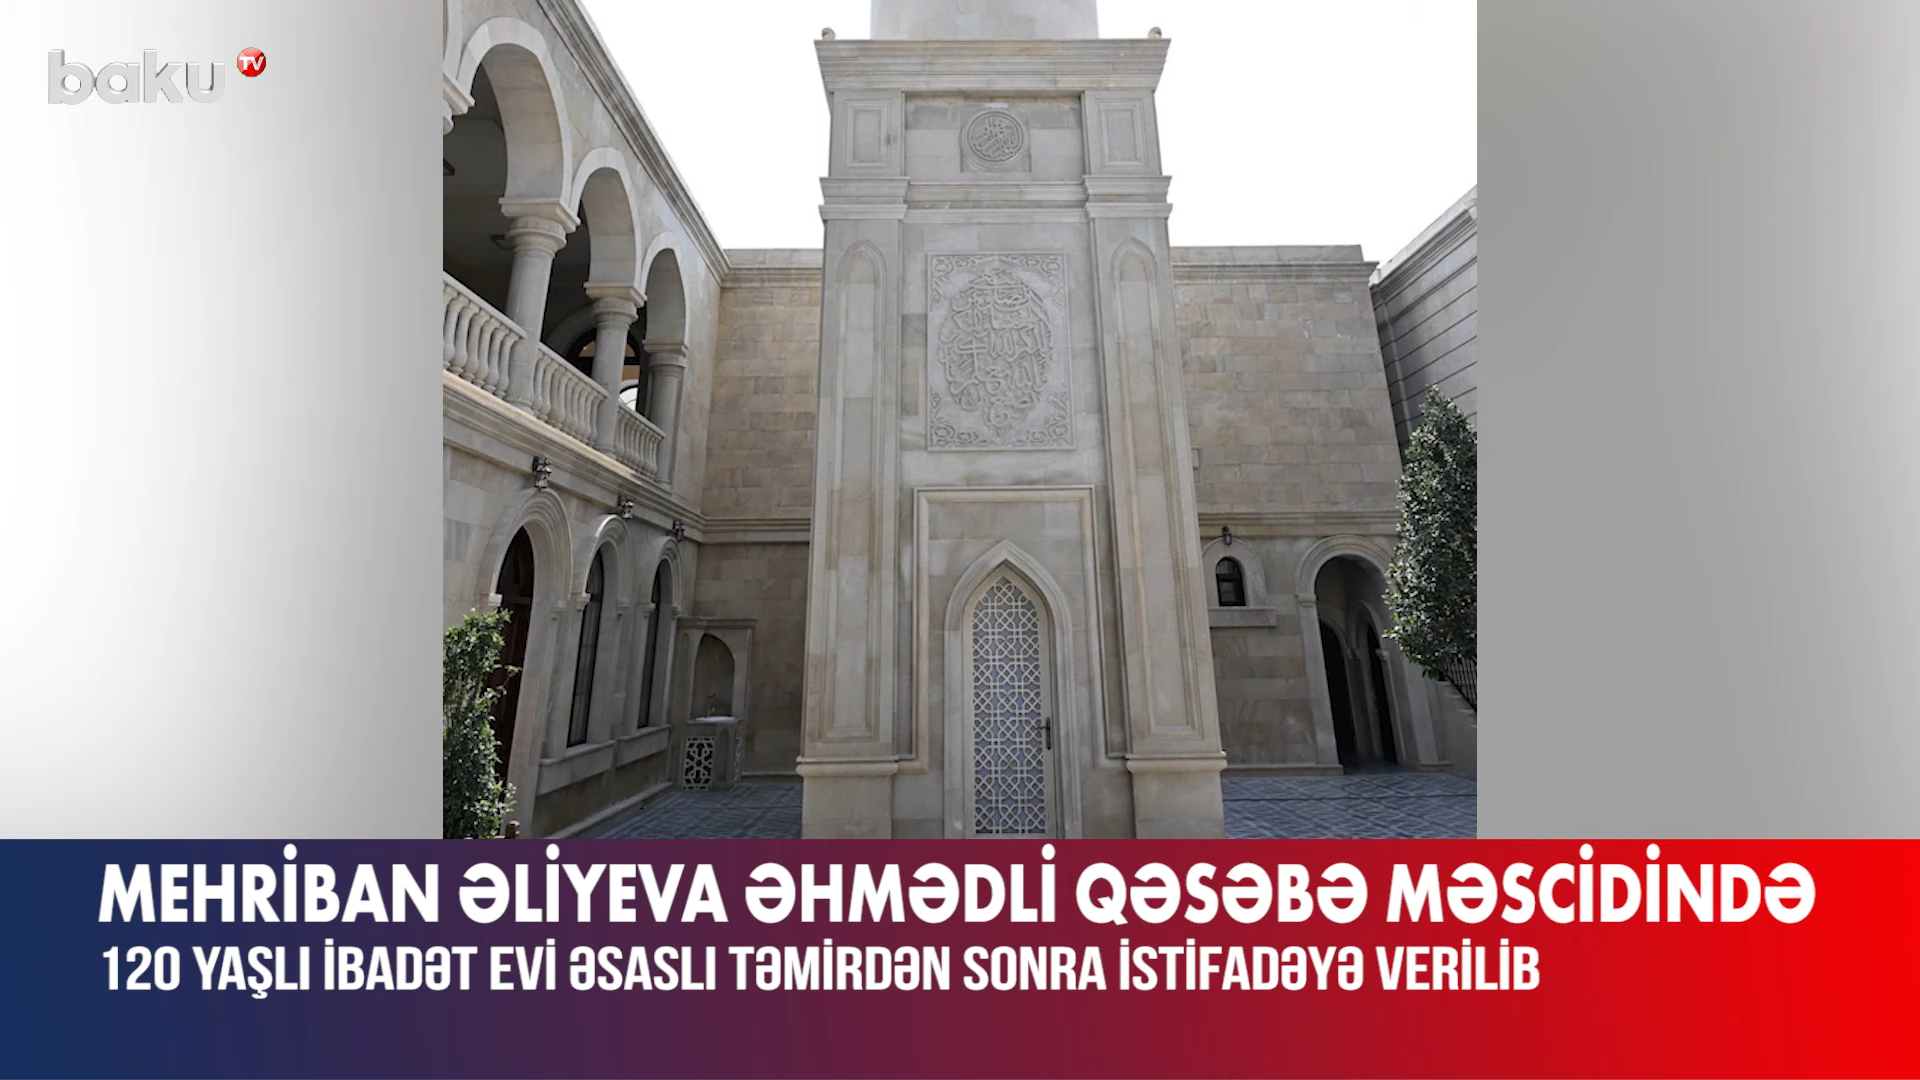 baku TV
MEHRİBAN ƏLİYEVA ƏHMƏDLİ QƏSƏBƏ MƏSCİDİNDƏ
120 YAŞLI İBADƏT EVİ ƏSASLI TƏMİRDƏN SONRA İSTİFADƏYƏ VERİLİB